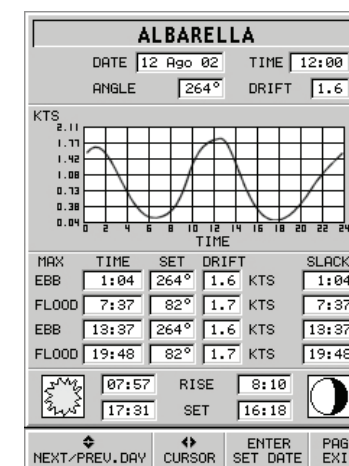 ALBARELLA
DATE 12 Ago 02 TIME 12:00
ANGLE 264° DRIFT 1.6
KTS
2.11
1.77
1.42
1.08
0.73
0.38
0.04
0 2 4 6 8 10 12 14 16 18 20 22 24
TIME
MAX TIME SET DRIFT SLACK
EBB 1:04 264° 1.6 KTS 1:04
FLOOD 7:37 82° 1.7 KTS 7:37
EBB 13:37 264° 1.6 KTS 13:37
FLOOD 19:48 82° 1.7 KTS 19:48
07:57 RISE 8:10
17:31 SET 16:18
NEXT/PREV.DAY CURSOR ENTER SET DATE PAG EXI